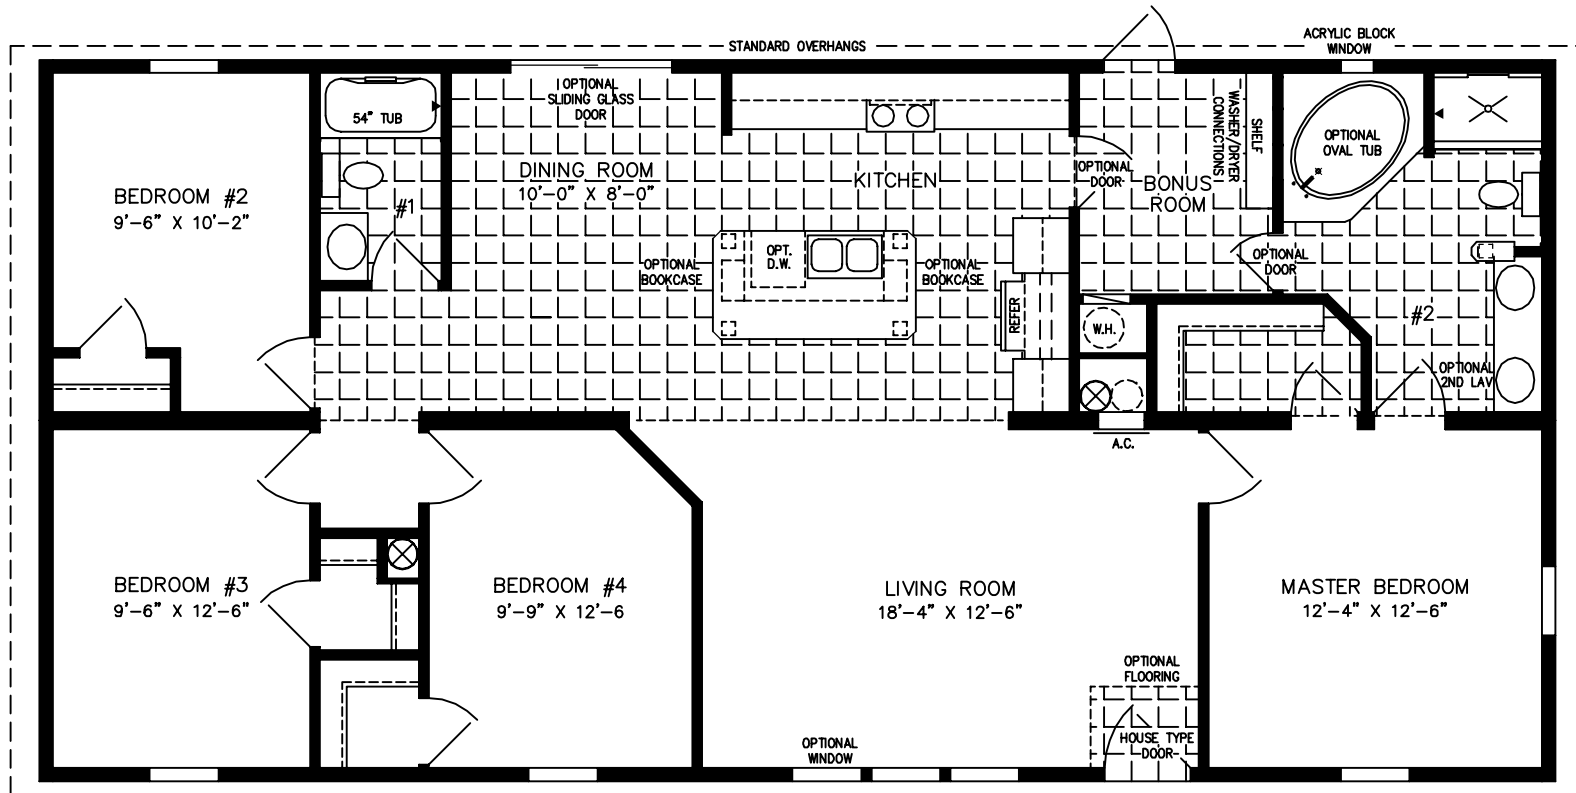 STANDARD OVERHANGS
ACRYLIC BLOCK
WINDOW
OPTIONAL
SLIDING GLASS
DOOR
54" TUB
BEDROOM #2
9'-6" X 10'-2"
#1
DINING ROOM
10'-0" X 8'-0"
KITCHEN
OPTIONAL
DOOR
BONUS
ROOM
WASHER/DRYER
CONNECTIONS
SHELF
OPTIONAL
OVAL TUB
OPTIONAL
BOOKCASE
OPT.
D.W.
OPTIONAL
BOOKCASE
OPTIONAL
DOOR
REFER
W.H.
#2
OPTIONAL
2ND LAV
A.C.
BEDROOM #3
9'-6" X 12'-6"
BEDROOM #4
9'-9" X 12'-6
LIVING ROOM
18'-4" X 12'-6"
MASTER BEDROOM
12'-4" X 12'-6"
OPTIONAL
FLOORING
OPTIONAL
WINDOW
HOUSE TYPE
DOOR